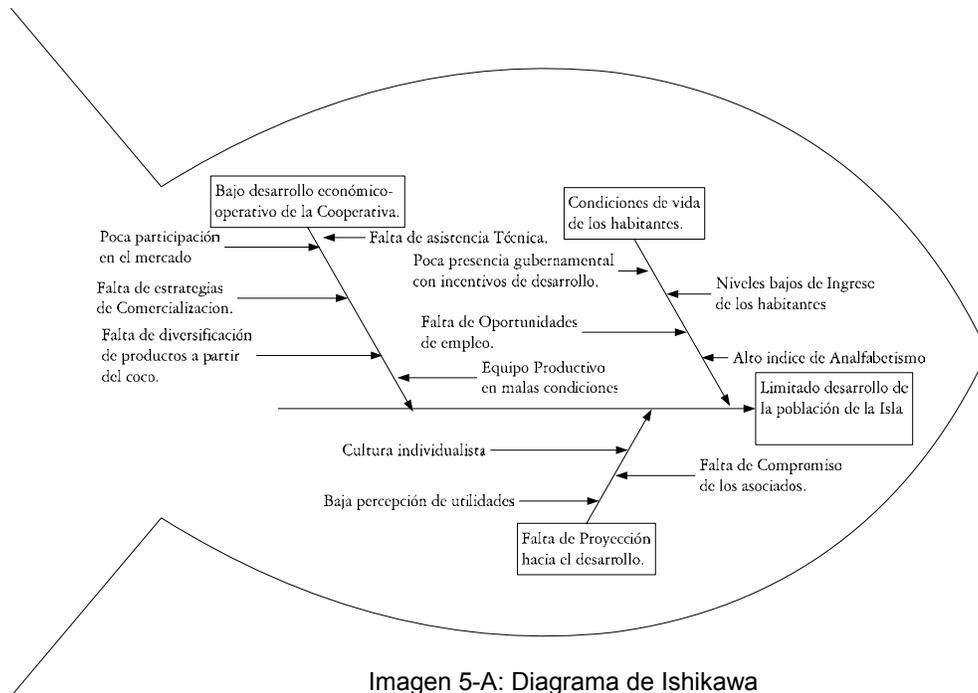 Bajo desarrollo económico-
operativo de la Cooperativa.
Poca participación
en el mercado
Falta de asistencia Técnica.
Falta de estrategias
de Comercializacion.
Falta de diversificación
de productos a partir
del coco.
Equipo Productivo
en malas condiciones
Condiciones de vida
de los habitantes.
Poca presencia gubernamental
con incentivos de desarrollo.
Niveles bajos de Ingreso
de los habitantes
Falta de Oportunidades
de empleo.
Alto indice de Analfabetismo
Limitado desarrollo de
la población de la Isla
Cultura individualista
Falta de Compromiso
de los asociados.
Baja percepción de utilidades
Falta de Proyección
hacia el desarrollo.
Imagen 5-A: Diagrama de Ishikawa